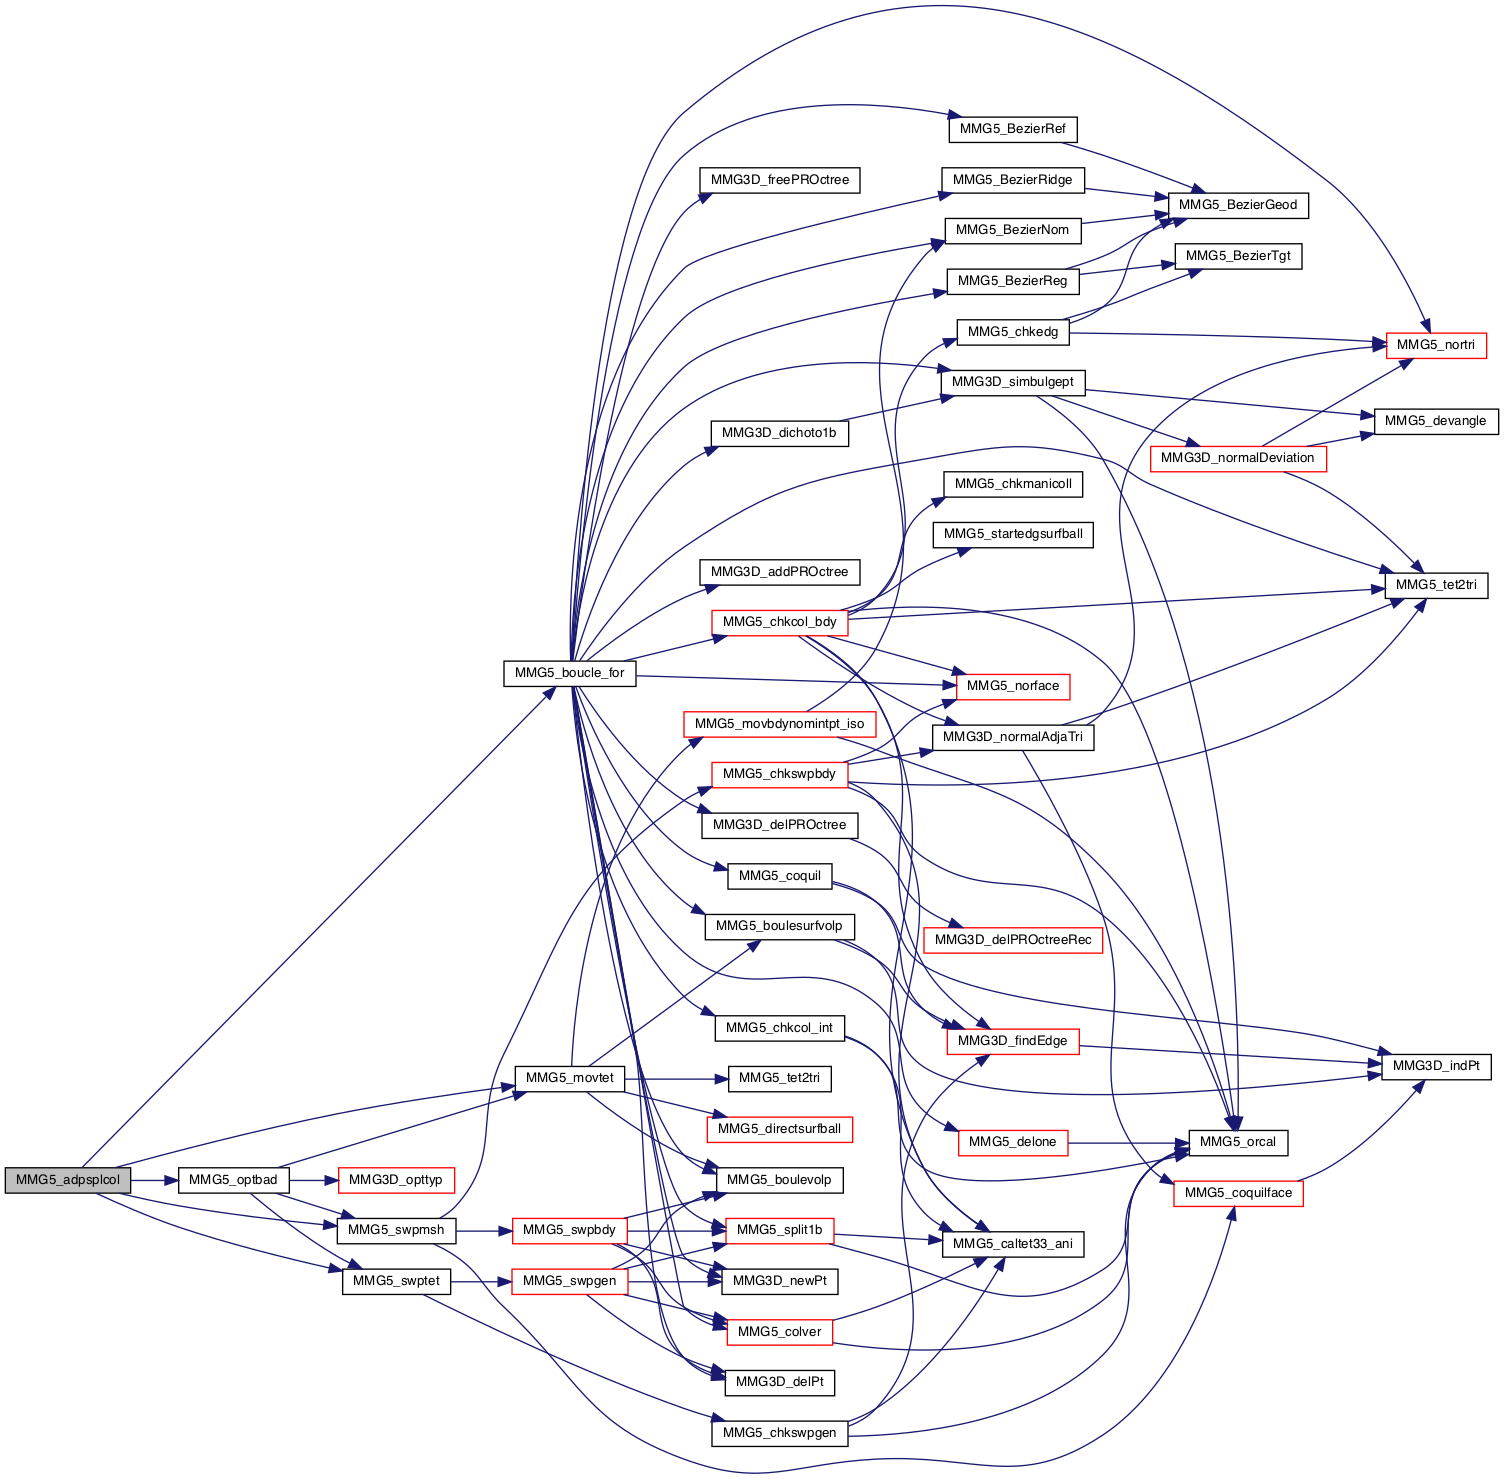 MMG5_BezierRef
MMG3D_freePROctree
MMG5_BezierRidge
MMG5_BezierGeod
MMG5_BezierNom
MMG5_BezierTgt
MMG5_BezierReg
MMG5_chkedg
MMG5_nortri
MMG3D_simbulgept
MMG5_devangle
MMG3D_dichoto1b
MMG3D_normalDeviation
MMG5_chkmanicoll
MMG5_startedgsurfball
MMG3D_addPROctree
MMG5_tet2tri
MMG5_chkcol_bdy
MMG5_boucle_for
MMG5_norface
MMG5_movbdynomintpt_iso
MMG3D_normalAdjaTri
MMG5_chkswpbdy
MMG3D_delPROctree
MMG5_coquil
MMG5_boulesurfvolp
MMG3D_delPROctreeRec
MMG5_chkcol_int
MMG3D_findEdge
MMG3D_indPt
MMG5_movtet
MMG5_tet2tri
MMG5_directsurfball
MMG5_delone
MMG5_orcal
MMG5_adpsplcol
MMG5_optbad
MMG3D_opttyp
MMG5_boulevolp
MMG5_coquilface
MMG5_swpmsh
MMG5_swpbdy
MMG5_split1b
MMG5_caltet33_ani
MMG5_swptet
MMG5_swpgen
MMG3D_newPt
MMG5_colver
MMG3D_delPt
MMG5_chkswpgen